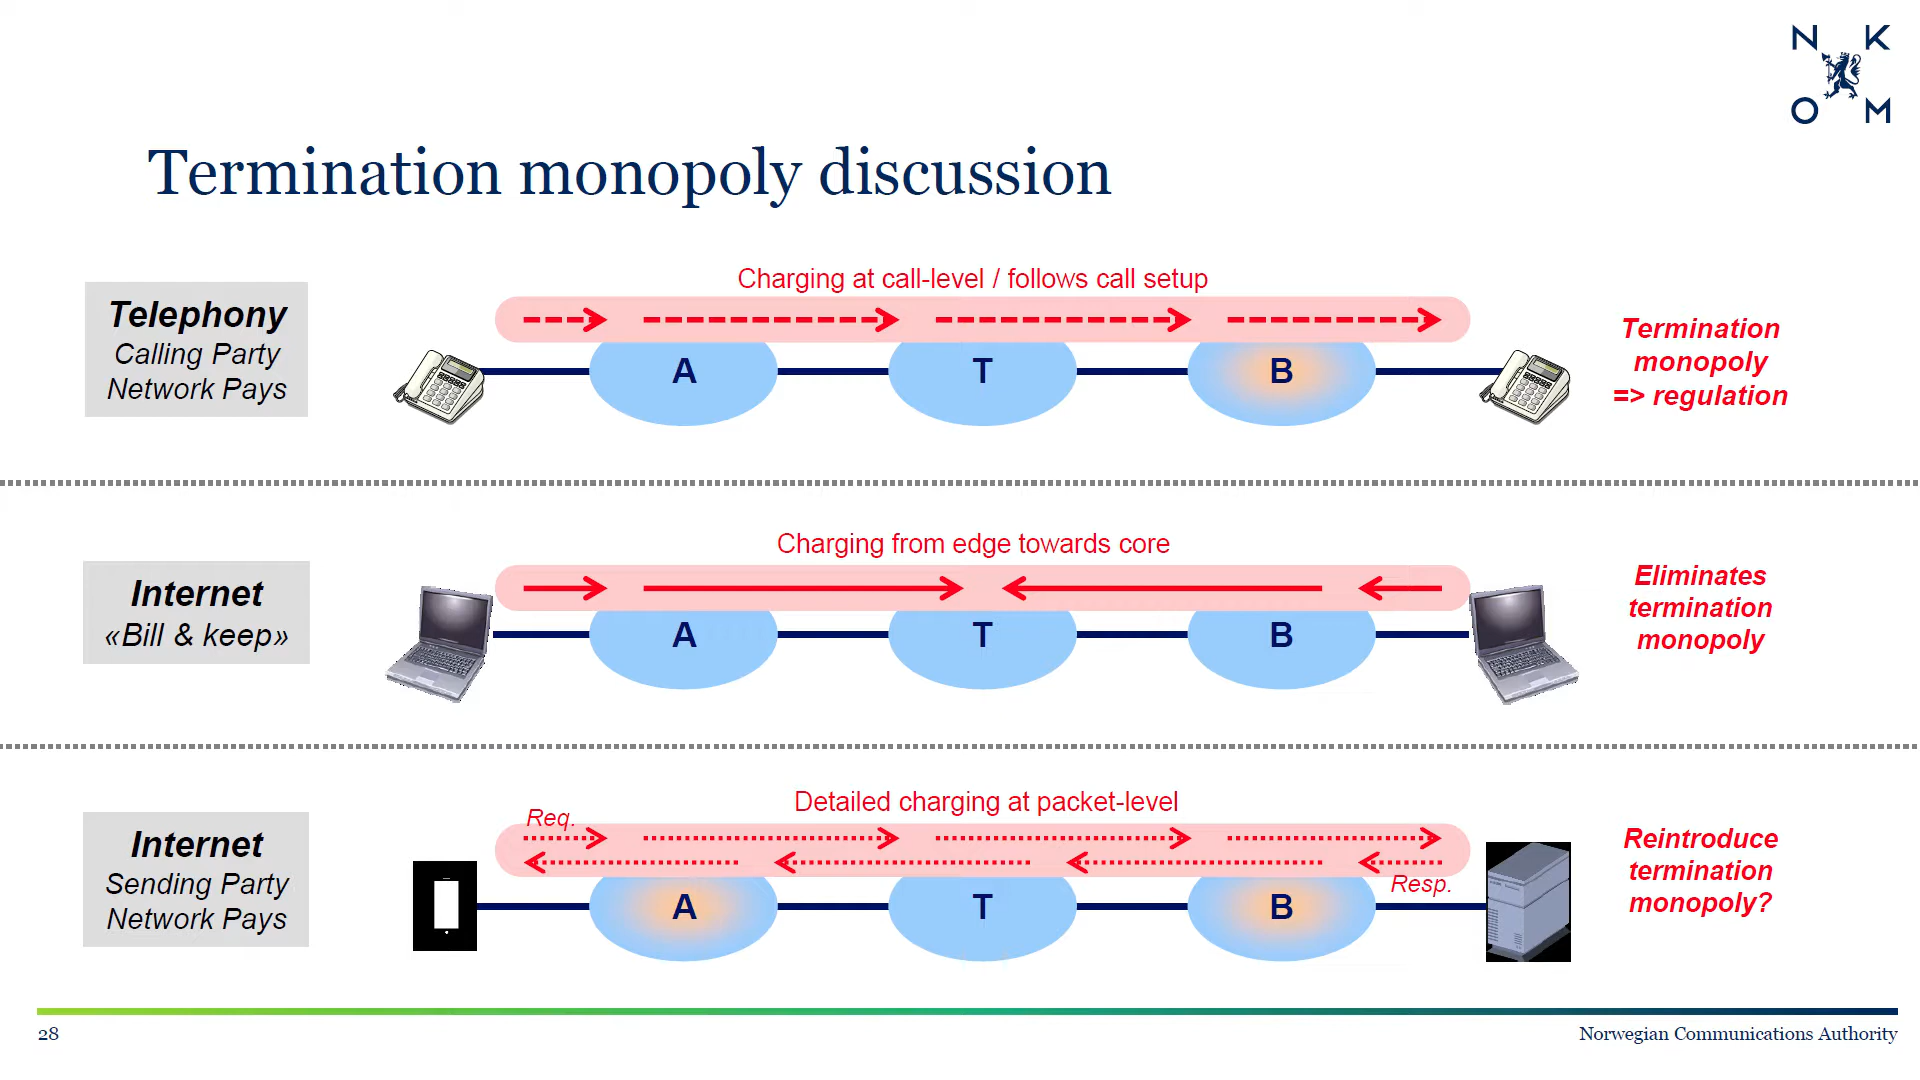 N K
O M
Termination monopoly discussion
Charging at call-level / follows call setup
Telephony
Calling Party
Network Pays
A
T
B
Termination
monopoly
=> regulation
Charging from edge towards core
Internet
«Bill & keep»
A
T
B
Eliminates
termination
monopoly
Detailed charging at packet-level
Req.
Resp.
Internet
Sending Party
Network Pays
A
T
B
Reintroduce
termination
monopoly?
28
Norwegian Communications Authority